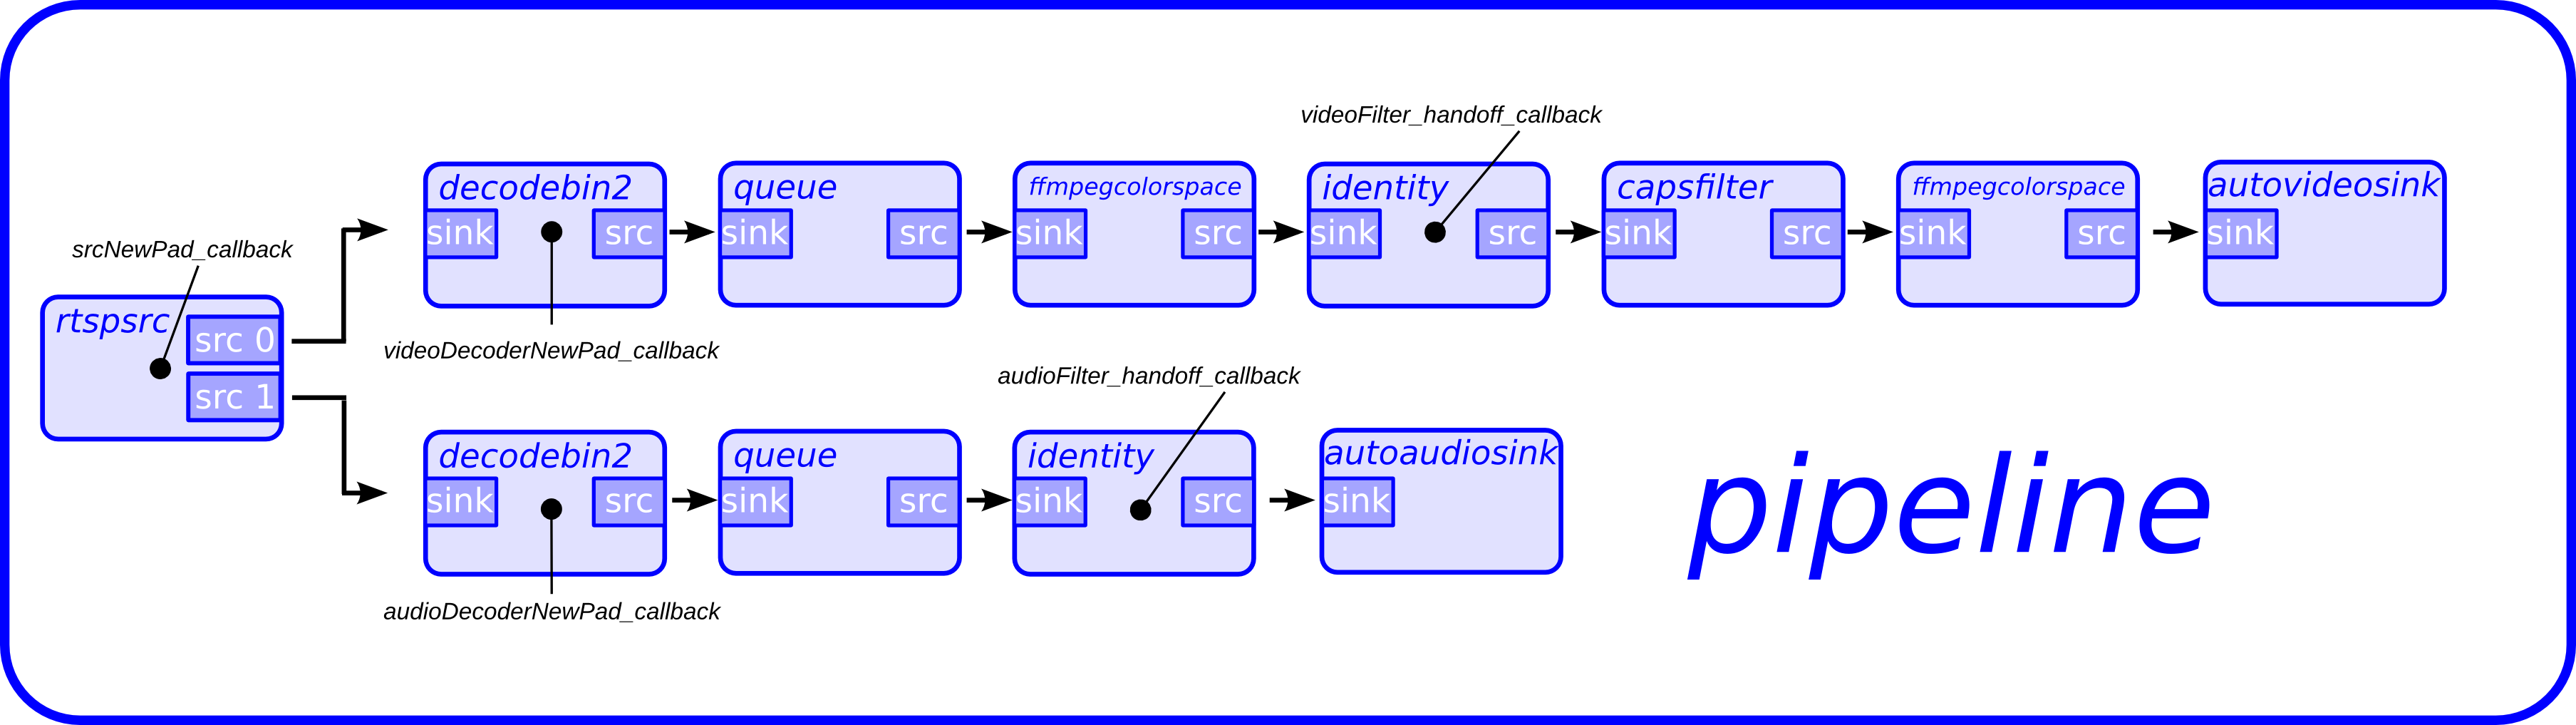 videoFilter_handoff_callback
decodebin2
sink
src
queue
sink
src
ffmpegcolorspace
sink
src
identity
sink
src
capsfilter
sink
src
ffmpegcolorspace
sink
src
autovideosink
sink
srcNewPad_callback
rtspsrc
src 0
src 1
videoDecoderNewPad_callback
audioFilter_handoff_callback
decodebin2
sink
src
queue
sink
src
identity
sink
src
autoaudiosink
sink
pipeline
audioDecoderNewPad_callback